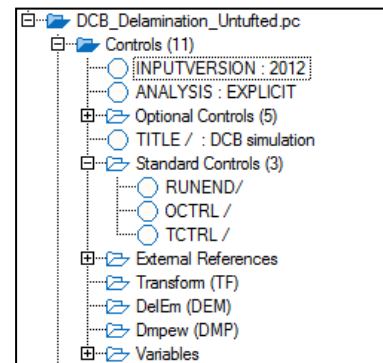 DCB_Delamination_Untufted.pc
Controls (11)
INPUTVERSION : 2012
ANALYSIS : EXPLICIT
Optional Controls (5)
TITLE / : DCB simulation
Standard Controls (3)
RUNEND/
OCTRL /
TCTRL /
External References
Transform (TF)
DelEm (DEM)
Dmpew (DMP)
Variables